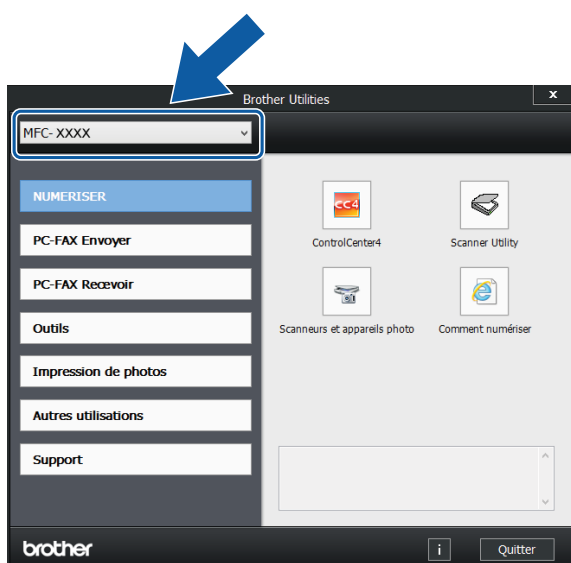 Brother Utilities
x
MFC- XXXX
NUMERISER
PC-FAX Envoyer
PC-FAX Recevoir
Outils
Impression de photos
Autres utilisations
Support
CC4
ControlCenter4
Scanner Utility
Scanneurs et appareils photo
Comment numériser
brother
i
Quitter